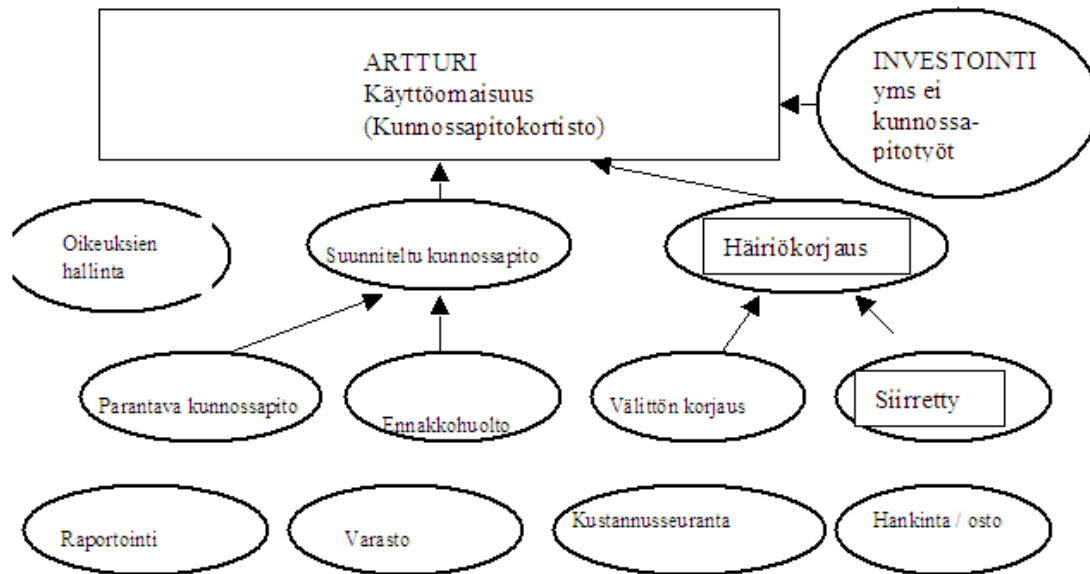 ARTTURI
Käyttöomaisuus
(Kunnossapitokortisto)
INVESTOINTI
yms ei
kunnossa-
pitotyöt
Oikeuksien
hallinta
Suunniteltu kunnossapito
Häiriökorjaus
Parantava kunnossapito
Ennakkohuolto
Välittön korjaus
Siirretty
Raportointi
Varasto
Kustannusseuranta
Hankinta / osto